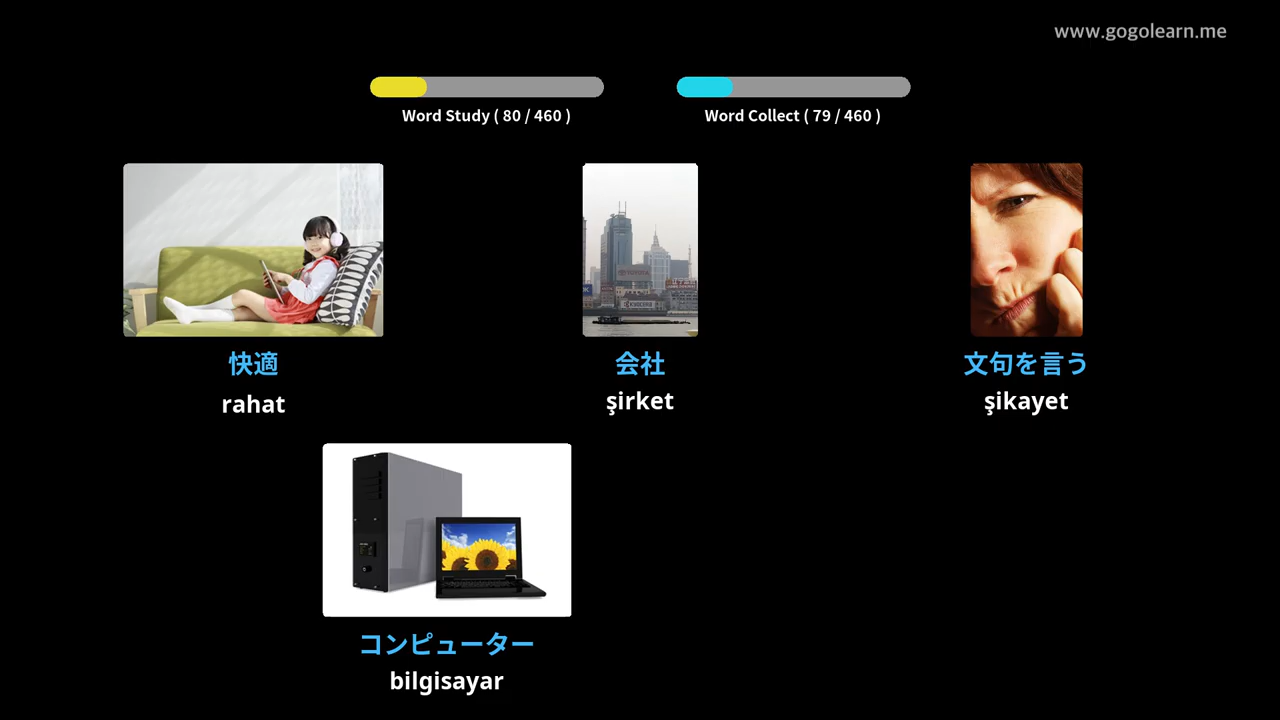 www.gogolearn.me
Word Study ( 80 / 460 )
Word Collect ( 79 / 460 )
TOYOTA
快適
会社
文句を言う
rahat
şirket
şikayet
コンピューター
bilgisayar